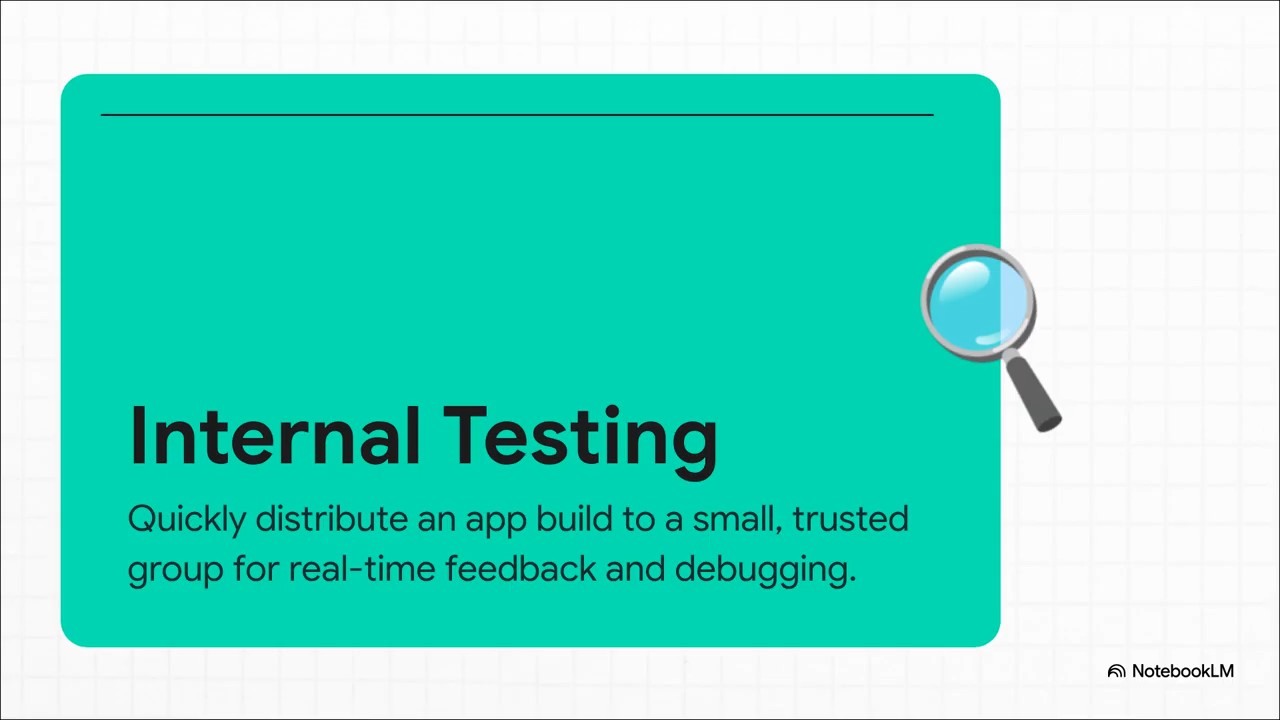 Internal Testing
Quickly distribute an app build to a small, trusted
group for real-time feedback and debugging.
NotebookLM